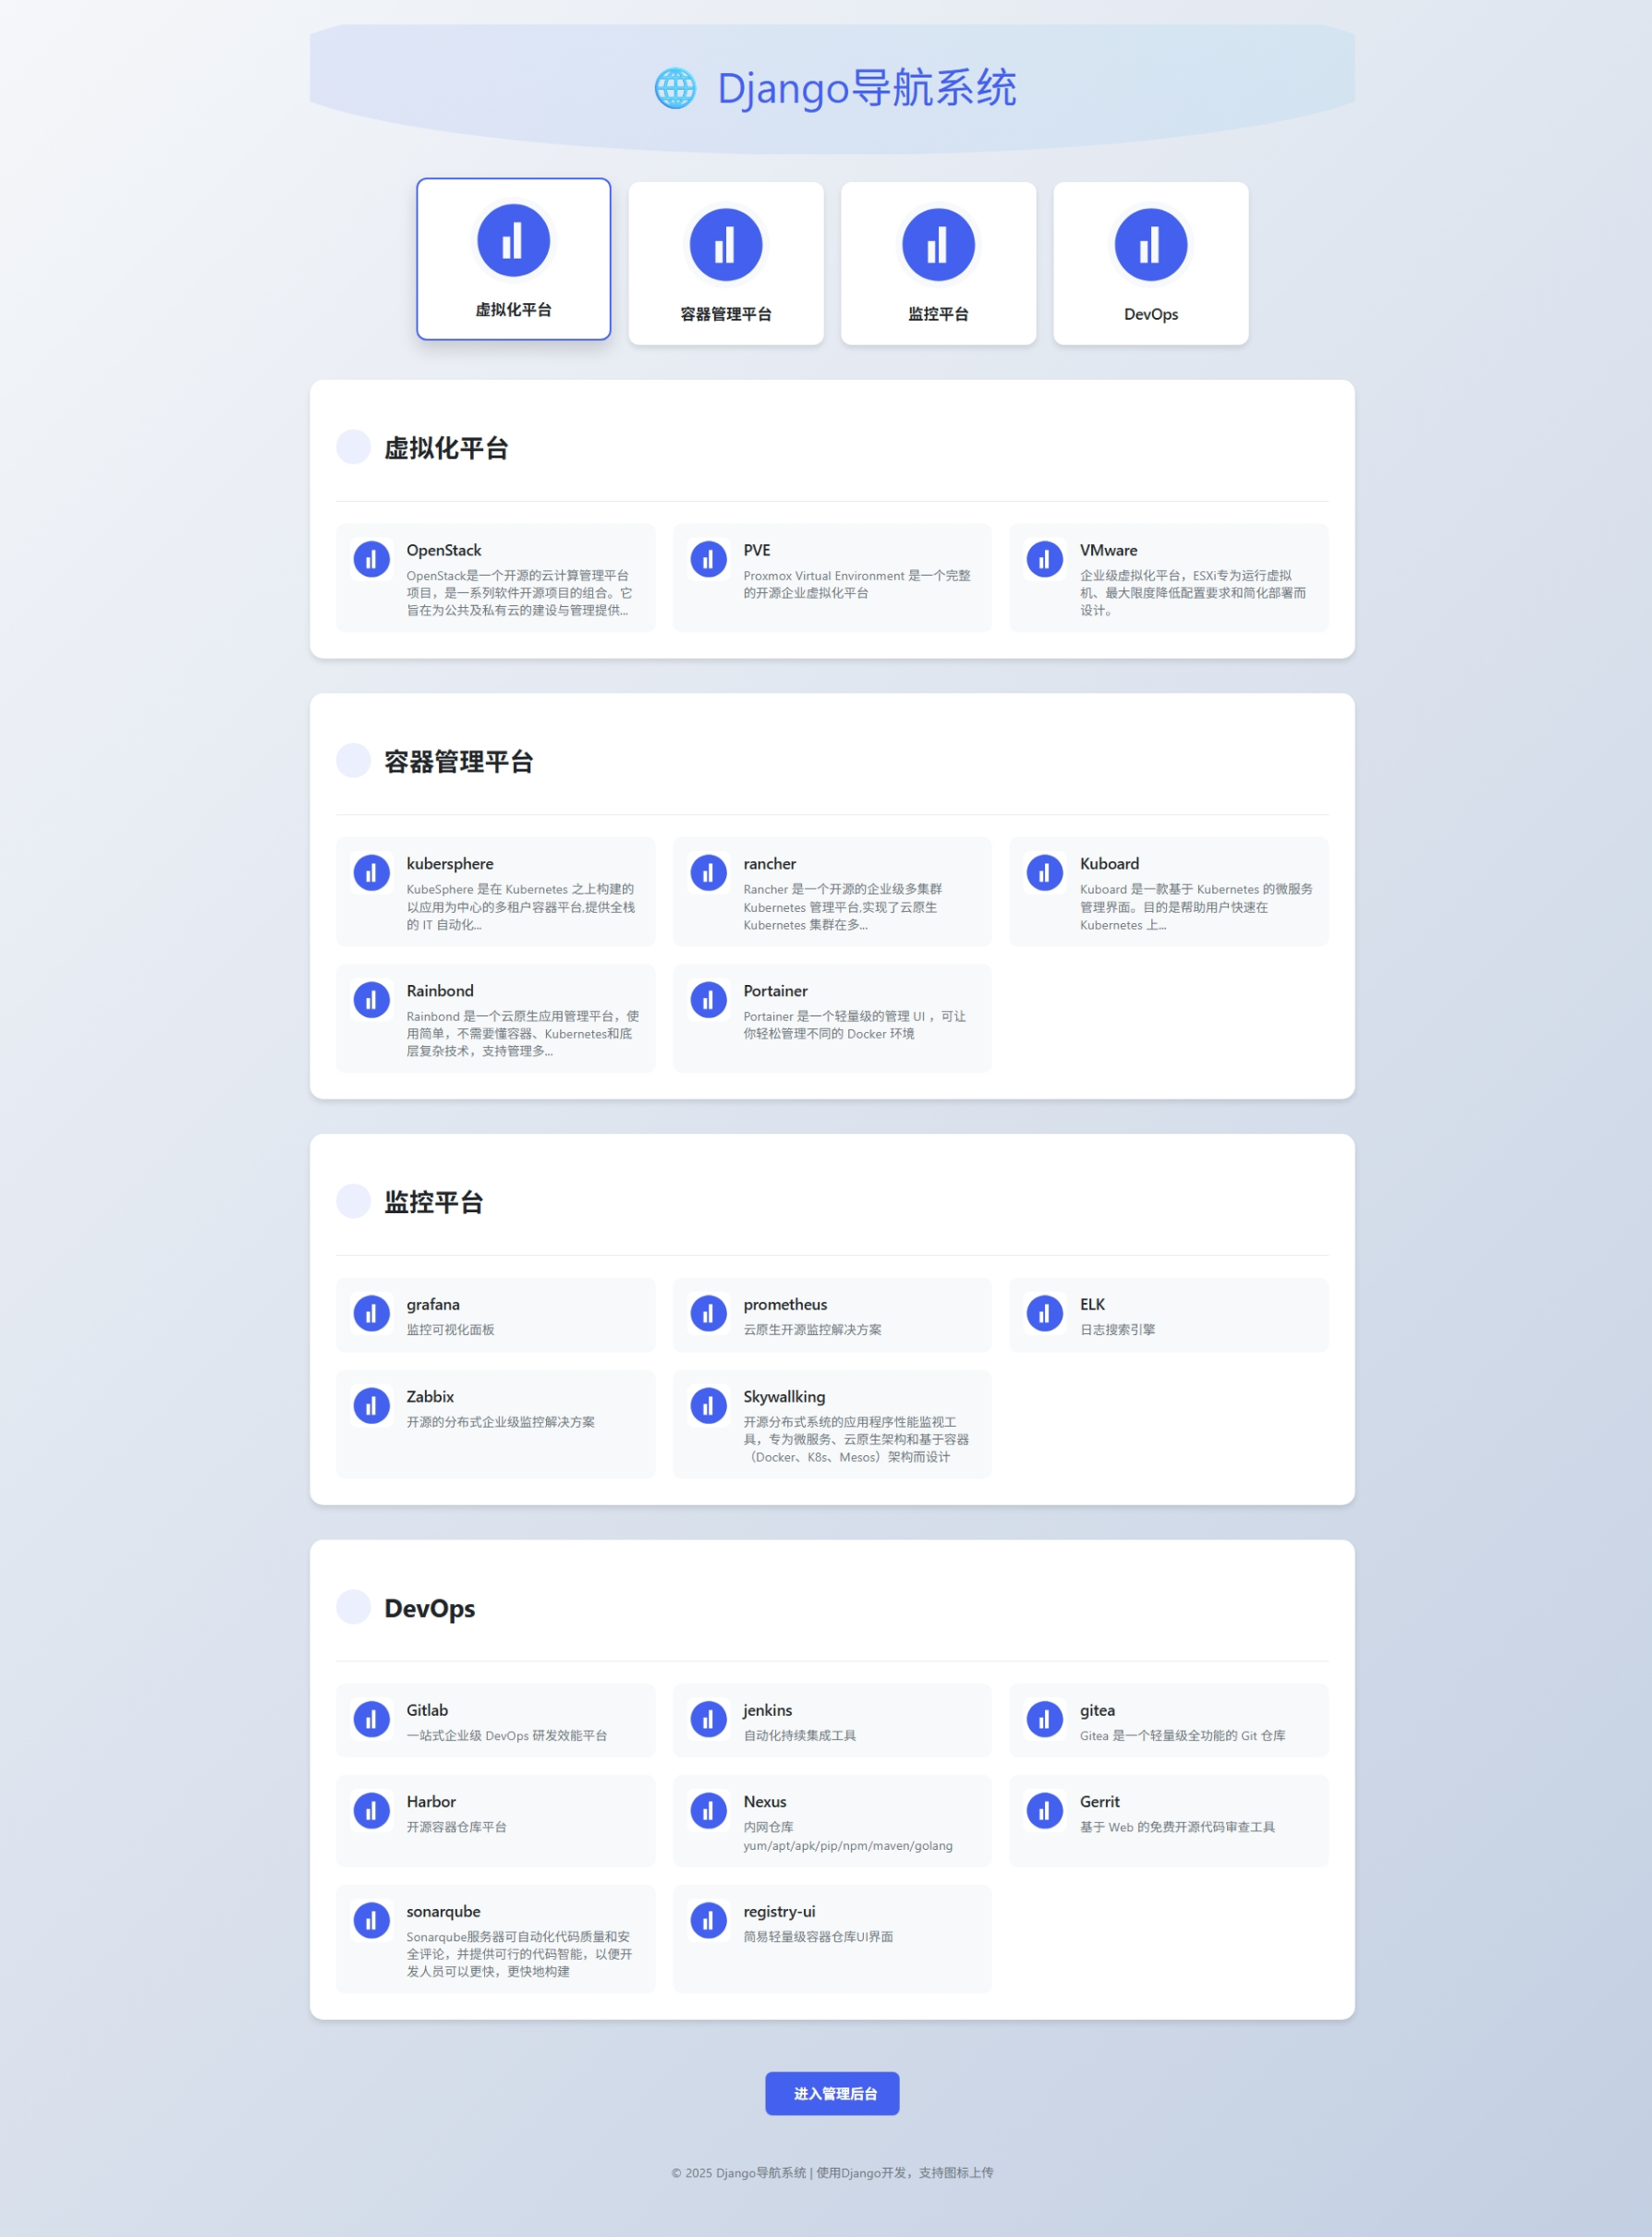 Django导航系统
虚拟化平台
容器管理平台
监控平台
DevOps
虚拟化平台
OpenStack
OpenStack是一个开源的云计算管理平台
项目，是一系列软件开源项目的组合。它
旨在为公共及私有云的建设与管理提供...
PVE
Proxmox Virtual Environment 是一个完整
的开源企业虚拟化平台
VMware
企业级虚拟化平台，ESXi专为运行虚拟
机、最大限度降低配置要求和简化部署而
设计。
容器管理平台
kubersphere
KubeSphere 是在 Kubernetes 之上构建的
以应用为中心的多租户容器平台,提供全栈
的 IT 自动化...
rancher
Rancher 是一个开源的企业级多集群
Kubernetes 管理平台,实现了云原生
Kubernetes 集群在多...
Kuboard
Kuboard 是一款基于 Kubernetes 的微服务
管理界面。目的是帮助用户快速在
Kubernetes 上...
Rainbond
Rainbond 是一个云原生应用管理平台，使
用简单，不需要懂容器、Kubernetes和底
层复杂技术，支持管理多...
Portainer
Portainer 是一个轻量级的管理 UI ，可让
你轻松管理不同的 Docker 环境
监控平台
grafana
监控可视化面板
prometheus
云原生开源监控解决方案
ELK
日志搜索引擎
Zabbix
开源的分布式企业级监控解决方案
Skywallking
开源分布式系统的应用程序性能监视工
具，专为微服务、云原生架构和基于容器
（Docker、K8s、Mesos）架构而设计
DevOps
Gitlab
一站式企业级 DevOps 研发效能平台
jenkins
自动化持续集成工具
gitea
Gitea 是一个轻量级全功能的 Git 仓库
Harbor
开源容器仓库平台
Nexus
内网仓库
yum/apt/apk/pip/npm/maven/golang
Gerrit
基于 Web 的免费开源代码审查工具
sonarqube
Sonarqube服务器可自动化代码质量和安
全评论，并提供可行的代码智能，以便开
发人员可以更快，更快地构建
registry-ui
简易轻量级容器仓库UI界面
进入管理后台
© 2025 Django导航系统 | 使用Django开发，支持图标上传